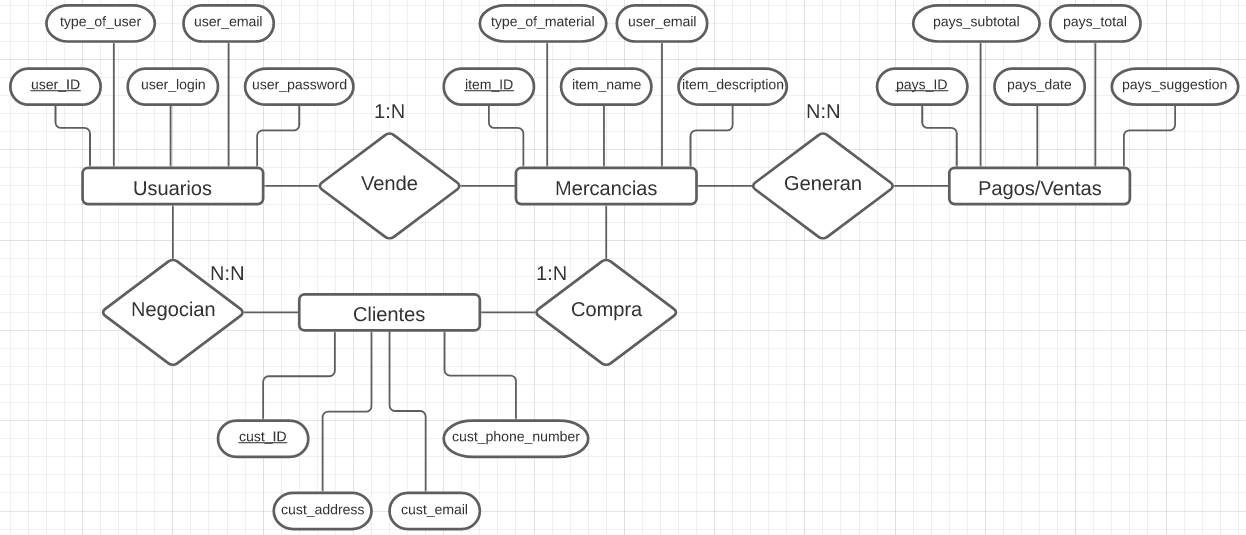 type_of_user
user_email
type_of_material
user_email
pays_subtotal
pays_total
user_ID
user_login
user_password
item_ID
item_name
item_description
pays_ID
pays_date
pays_suggestion
1:N
N:N
Usuarios
Vende
Mercancias
Generan
Pagos/Ventas
N:N
1:N
Negocian
Clientes
Compra
cust_ID
cust_phone_number
cust_address
cust_email